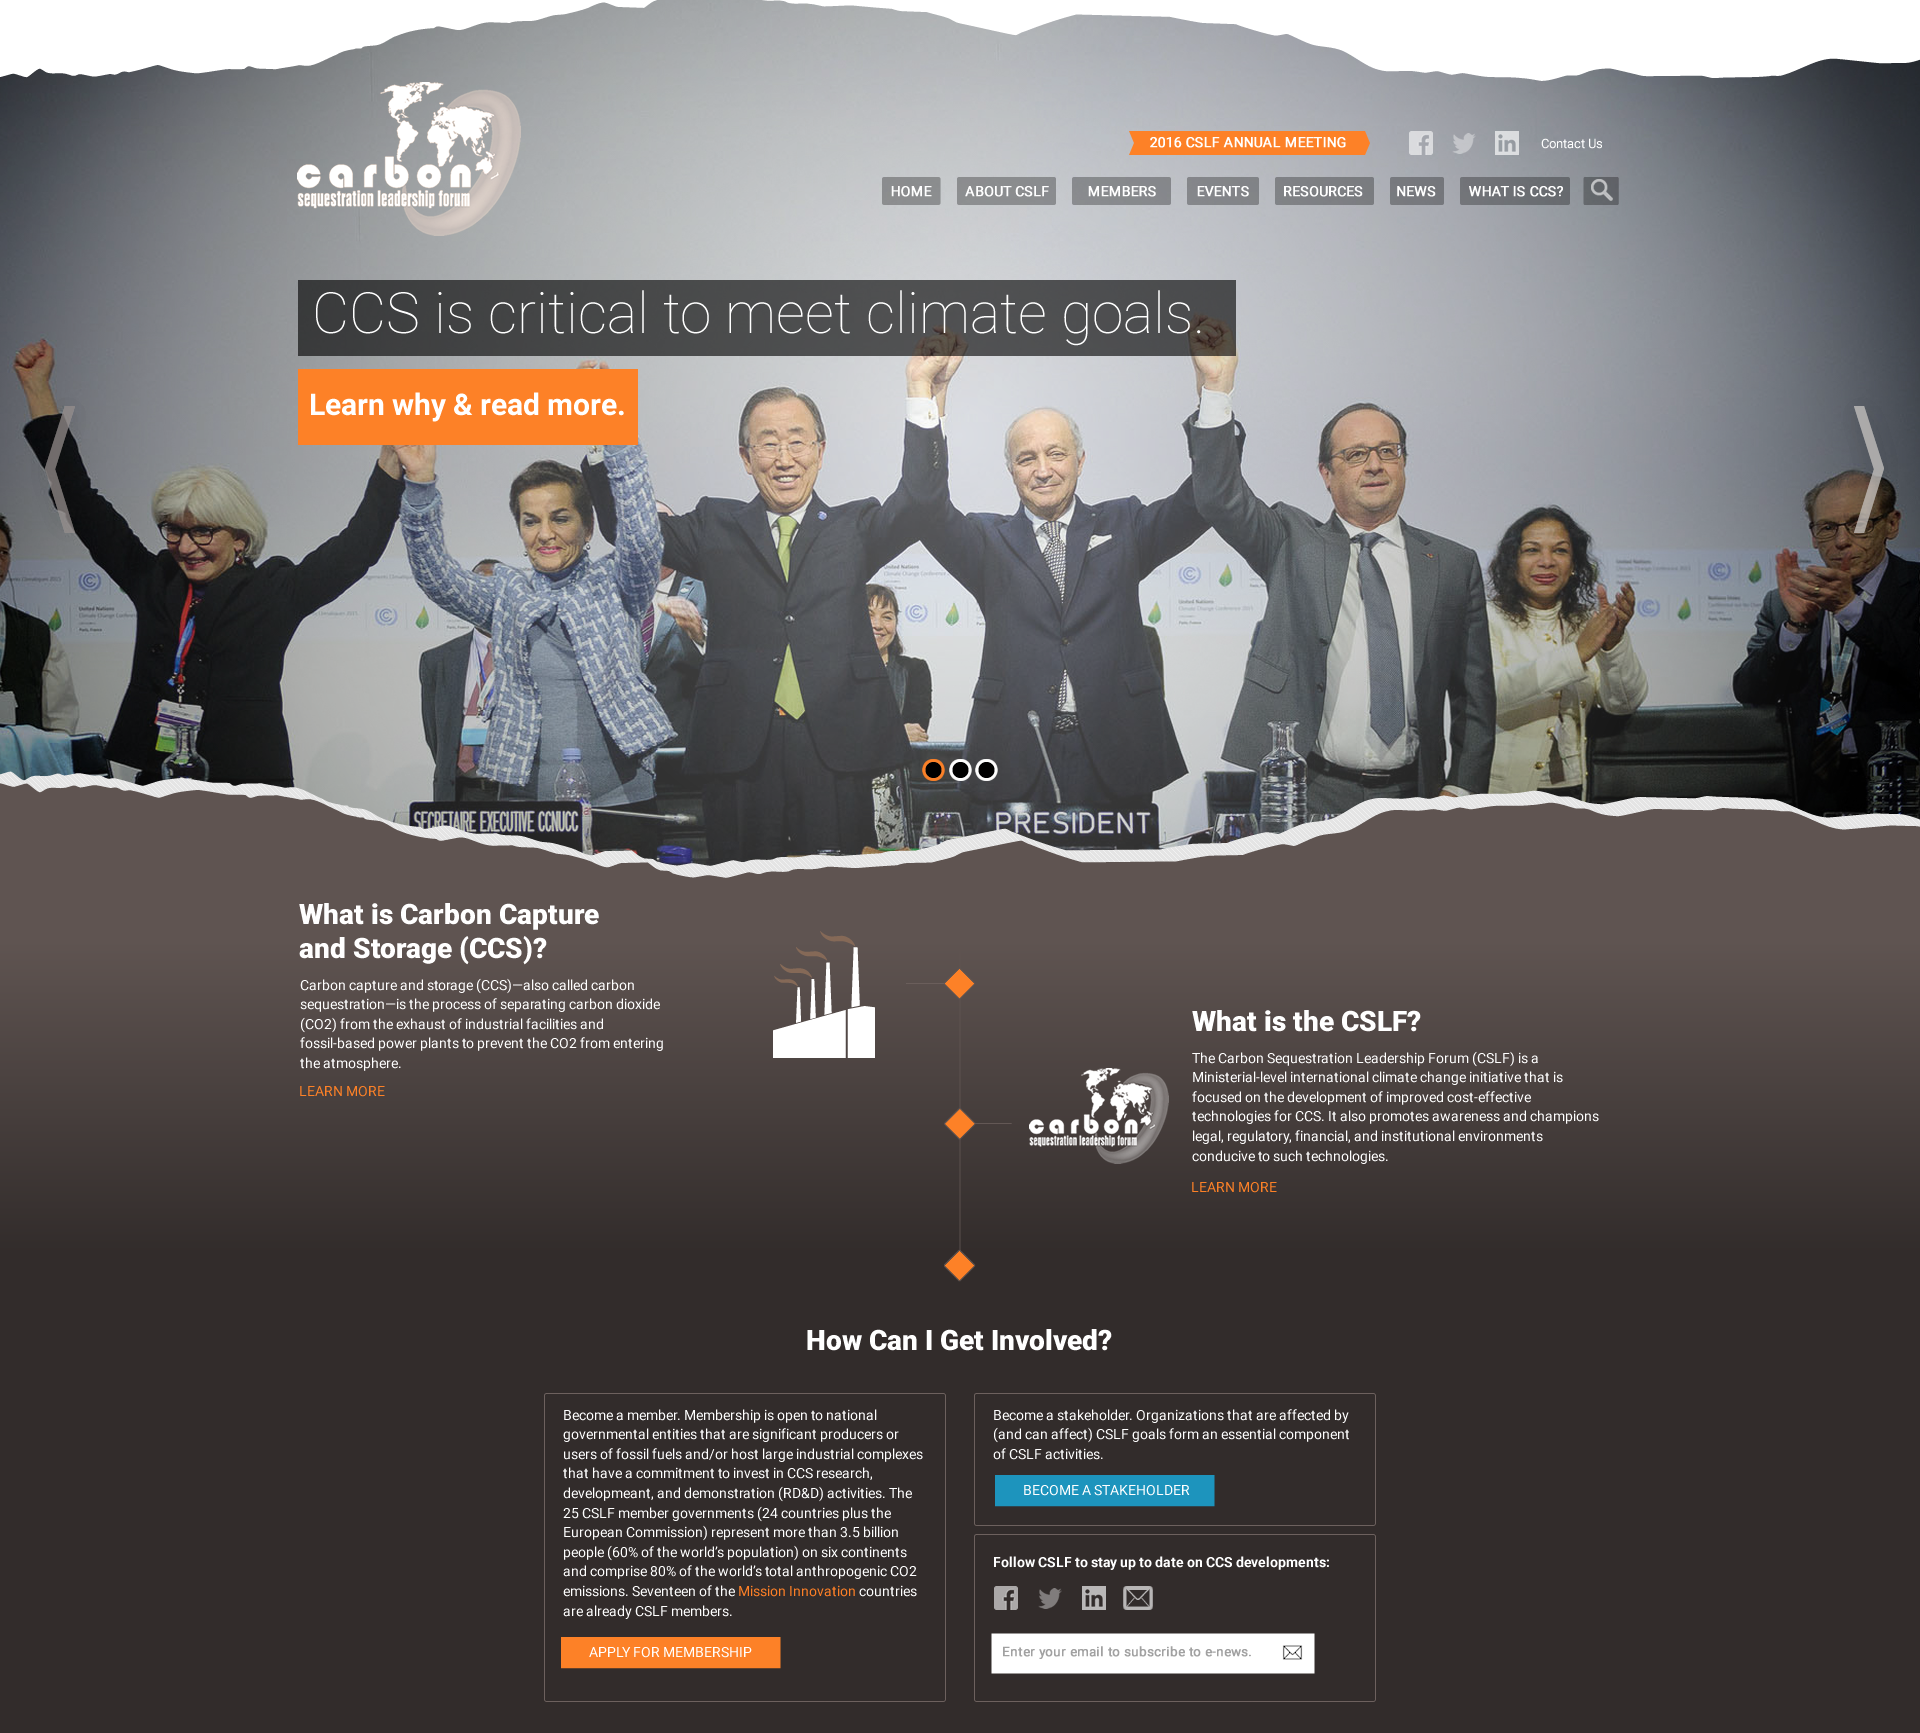 carbon
sequestration leadership forum
2016 CSLF ANNUAL MEETING
Contact Us
HOME
ABOUT CSLF
MEMBERS
EVENTS
RESOURCES
NEWS
WHAT IS CCS?
CCS is critical to meet climate goals.
Learn why & read more.
United Nations
Climate Change Conference
Paris, France
SECRETAIRE EXECUTIVE CCNUCC
PRESIDENT
What is Carbon Capture
and Storage (CCS)?
Carbon capture and storage (CCS)—also called carbon
sequestration—is the process of separating carbon dioxide
(CO2) from the exhaust of industrial facilities and
fossil-based power plants to prevent the CO2 from entering
the atmosphere.
LEARN MORE
What is the CSLF?
The Carbon Sequestration Leadership Forum (CSLF) is a
Ministerial-level international climate change initiative that is
focused on the development of improved cost-effective
technologies for CCS. It also promotes awareness and champions
legal, regulatory, financial, and institutional environments
conducive to such technologies.
LEARN MORE
carbon
sequestration leadership forum
How Can I Get Involved?
Become a member. Membership is open to national
governmental entities that are significant producers or
users of fossil fuels and/or host large industrial complexes
that have a commitment to invest in CCS research,
developmeant, and demonstration (RD&D) activities. The
25 CSLF member governments (24 countries plus the
European Commission) represent more than 3.5 billion
people (60% of the world's population) on six continents
and comprise 80% of the world's total anthropogenic CO2
emissions. Seventeen of the Mission Innovation countries
are already CSLF members.
APPLY FOR MEMBERSHIP
Become a stakeholder. Organizations that are affected by
(and can affect) CSLF goals form an essential component
of CSLF activities.
BECOME A STAKEHOLDER
Follow CSLF to stay up to date on CCS developments:
Enter your email to subscribe to e-news.